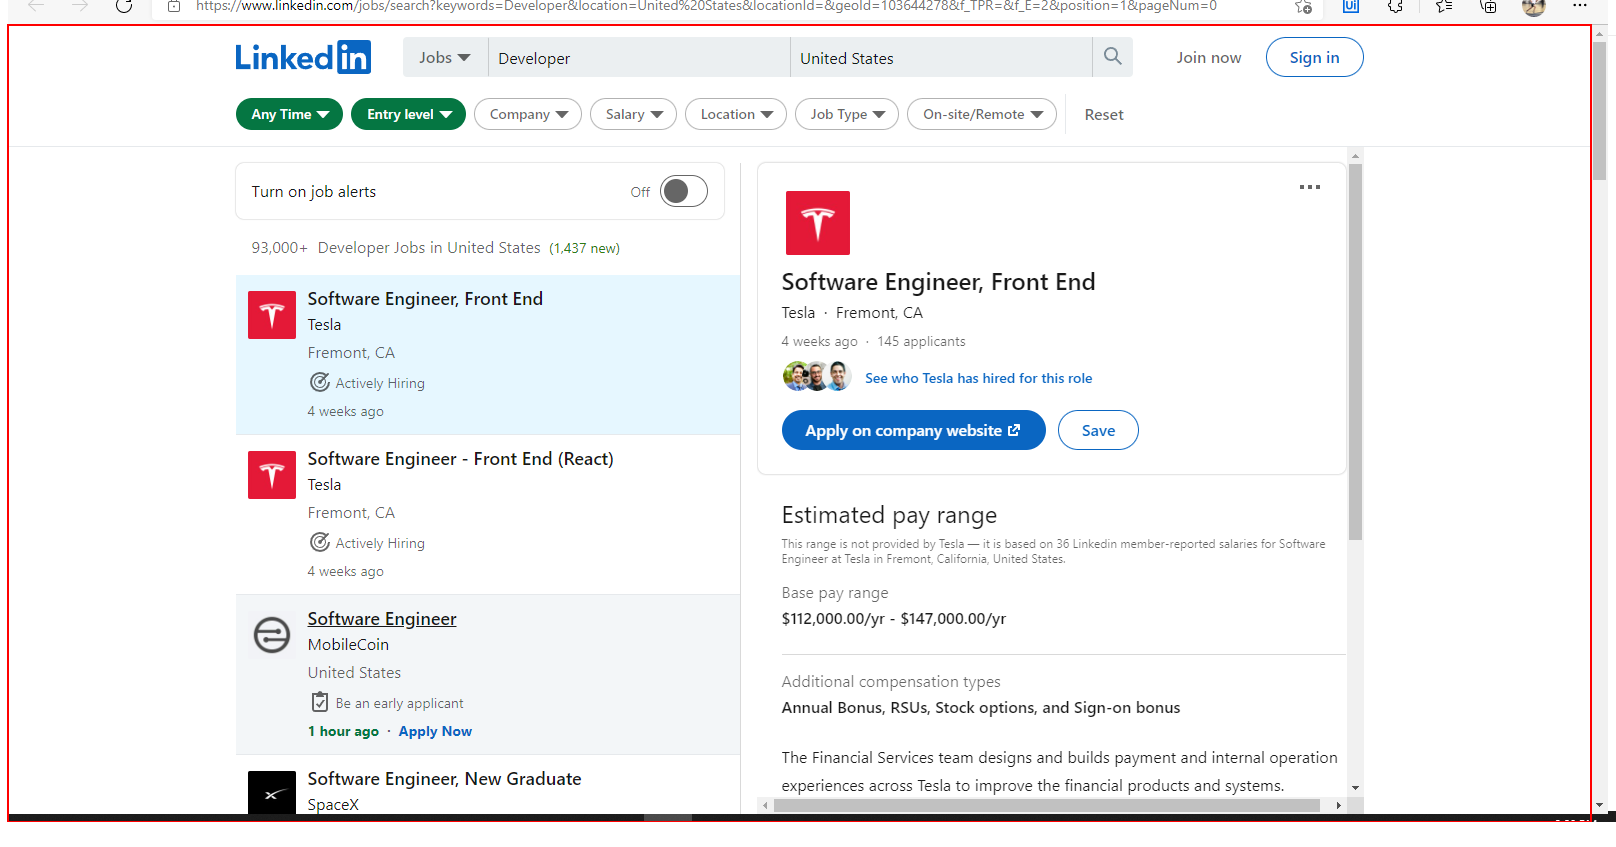 https://www.linkedin.com/jobs/search?keywords=Developer&location=United%20States&locationId=&geoId=103644278&f_TPR=&f_E=2&position=1&pageNum=0
Linkedin Jobs Developer United States Join now Sign in
Any Time Entry level Company Salary Location Job Type On-site/Remote Reset
Turn on job alerts Off
93,000+ Developer Jobs in United States (1,437 new)
Software Engineer, Front End
Tesla
Fremont, CA
Actively Hiring
4 weeks ago
Software Engineer - Front End (React)
Tesla
Fremont, CA
Actively Hiring
4 weeks ago
Software Engineer
MobileCoin
United States
Be an early applicant
1 hour ago · Apply Now
Software Engineer, New Graduate
SpaceX
Software Engineer, Front End
Tesla · Fremont, CA
4 weeks ago · 145 applicants
See who Tesla has hired for this role
Apply on company website
Save
Estimated pay range
This range is not provided by Tesla — it is based on 36 Linkedin member-reported salaries for Software
Engineer at Tesla in Fremont, California, United States.
Base pay range
$112,000.00/yr - $147,000.00/yr
Additional compensation types
Annual Bonus, RSUs, Stock options, and Sign-on bonus
The Financial Services team designs and builds payment and internal operation
experiences across Tesla to improve the financial products and systems.